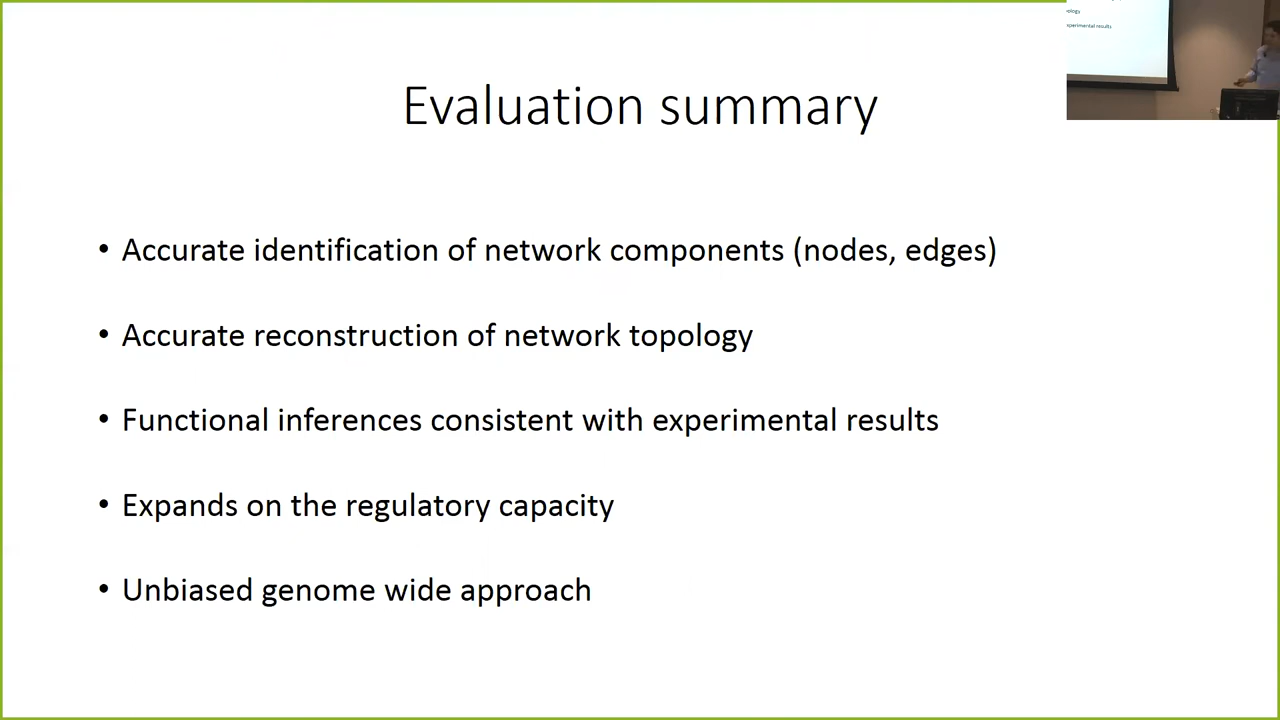 Evaluation summary
• Accurate identification of network components (nodes, edges)
• Accurate reconstruction of network topology
• Functional inferences consistent with experimental results
• Expands on the regulatory capacity
• Unbiased genome wide approach